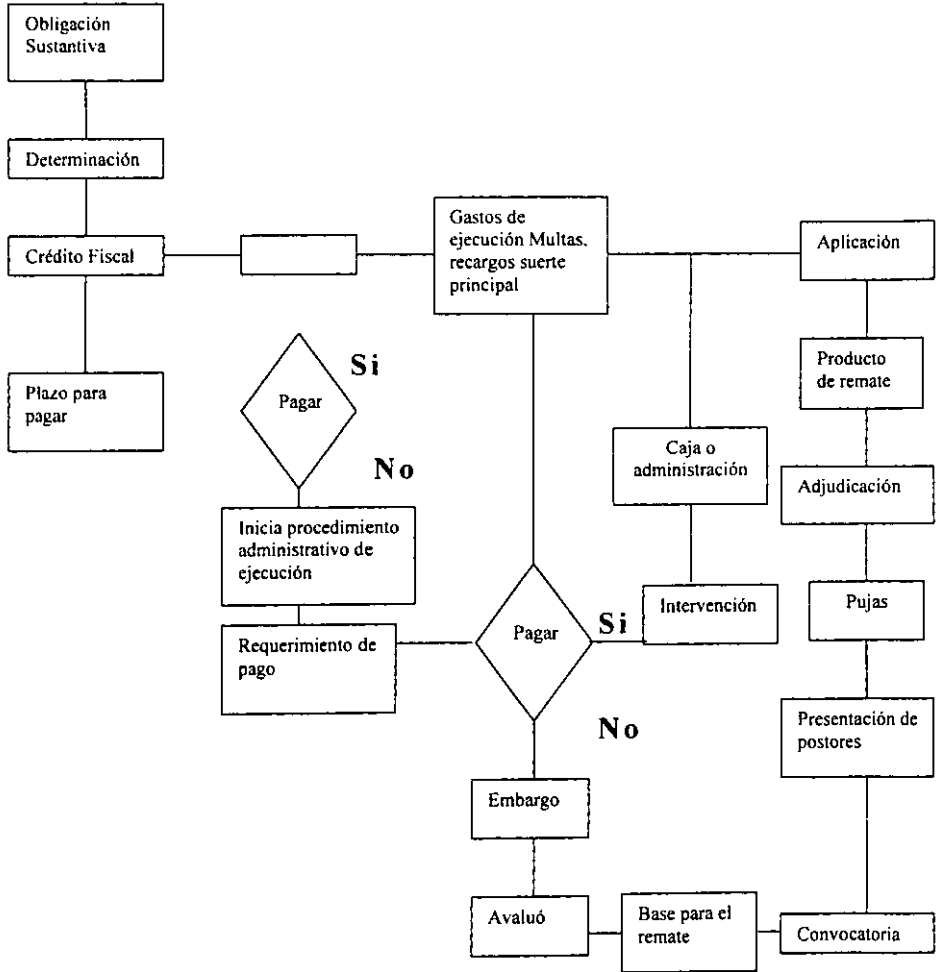 Obligación
Sustantiva
Determinación
Crédito Fiscal
Plazo para
pagar
Gastos de
ejecución Multas,
recargos suerte
principal
Aplicación
Producto
de remate
Adjudicación
Pujas
Presentación de
postores
Convocatoria
Caja o
administración
Intervención
Pagar
Si
No
Inicia procedimiento
administrativo de
ejecución
Requerimiento de
pago
Pagar
Si
No
Embargo
Avaluó
Base para el
remate